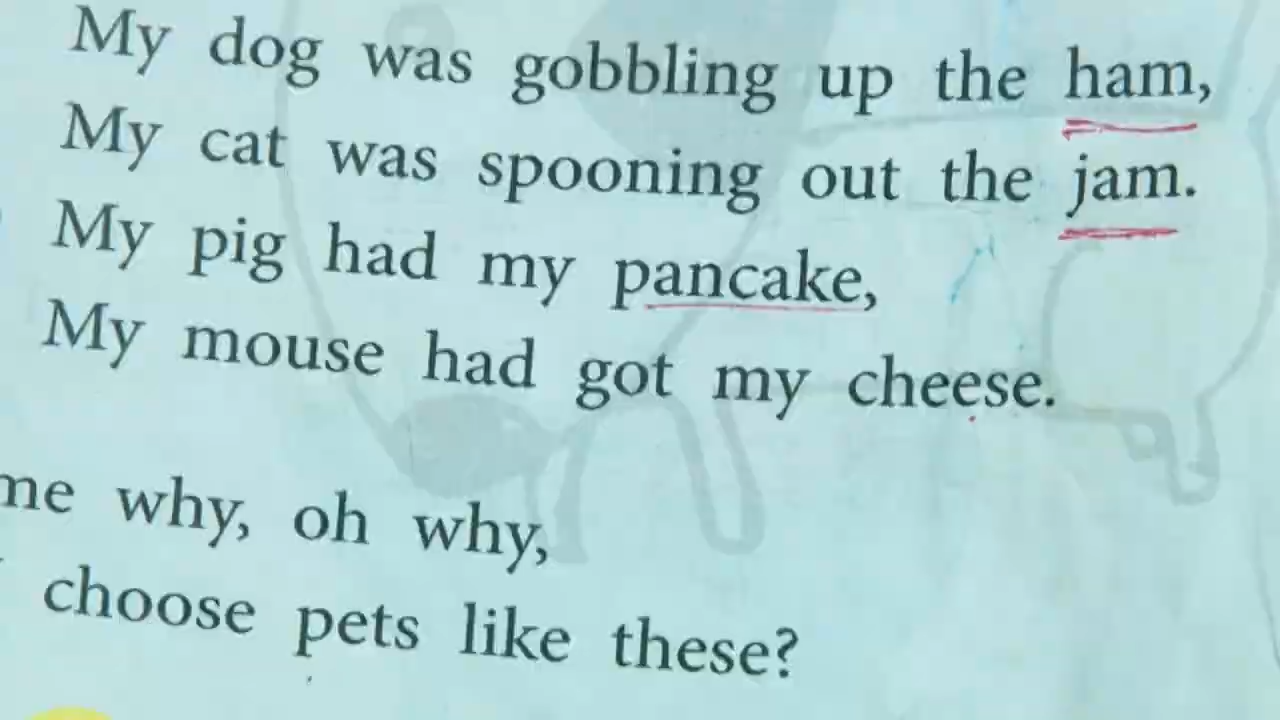 My dog was gobbling up the ham,
My cat was spooning out the jam.
My pig had my pancake,
My mouse had got my cheese.
me why, oh why,
choose pets like these?